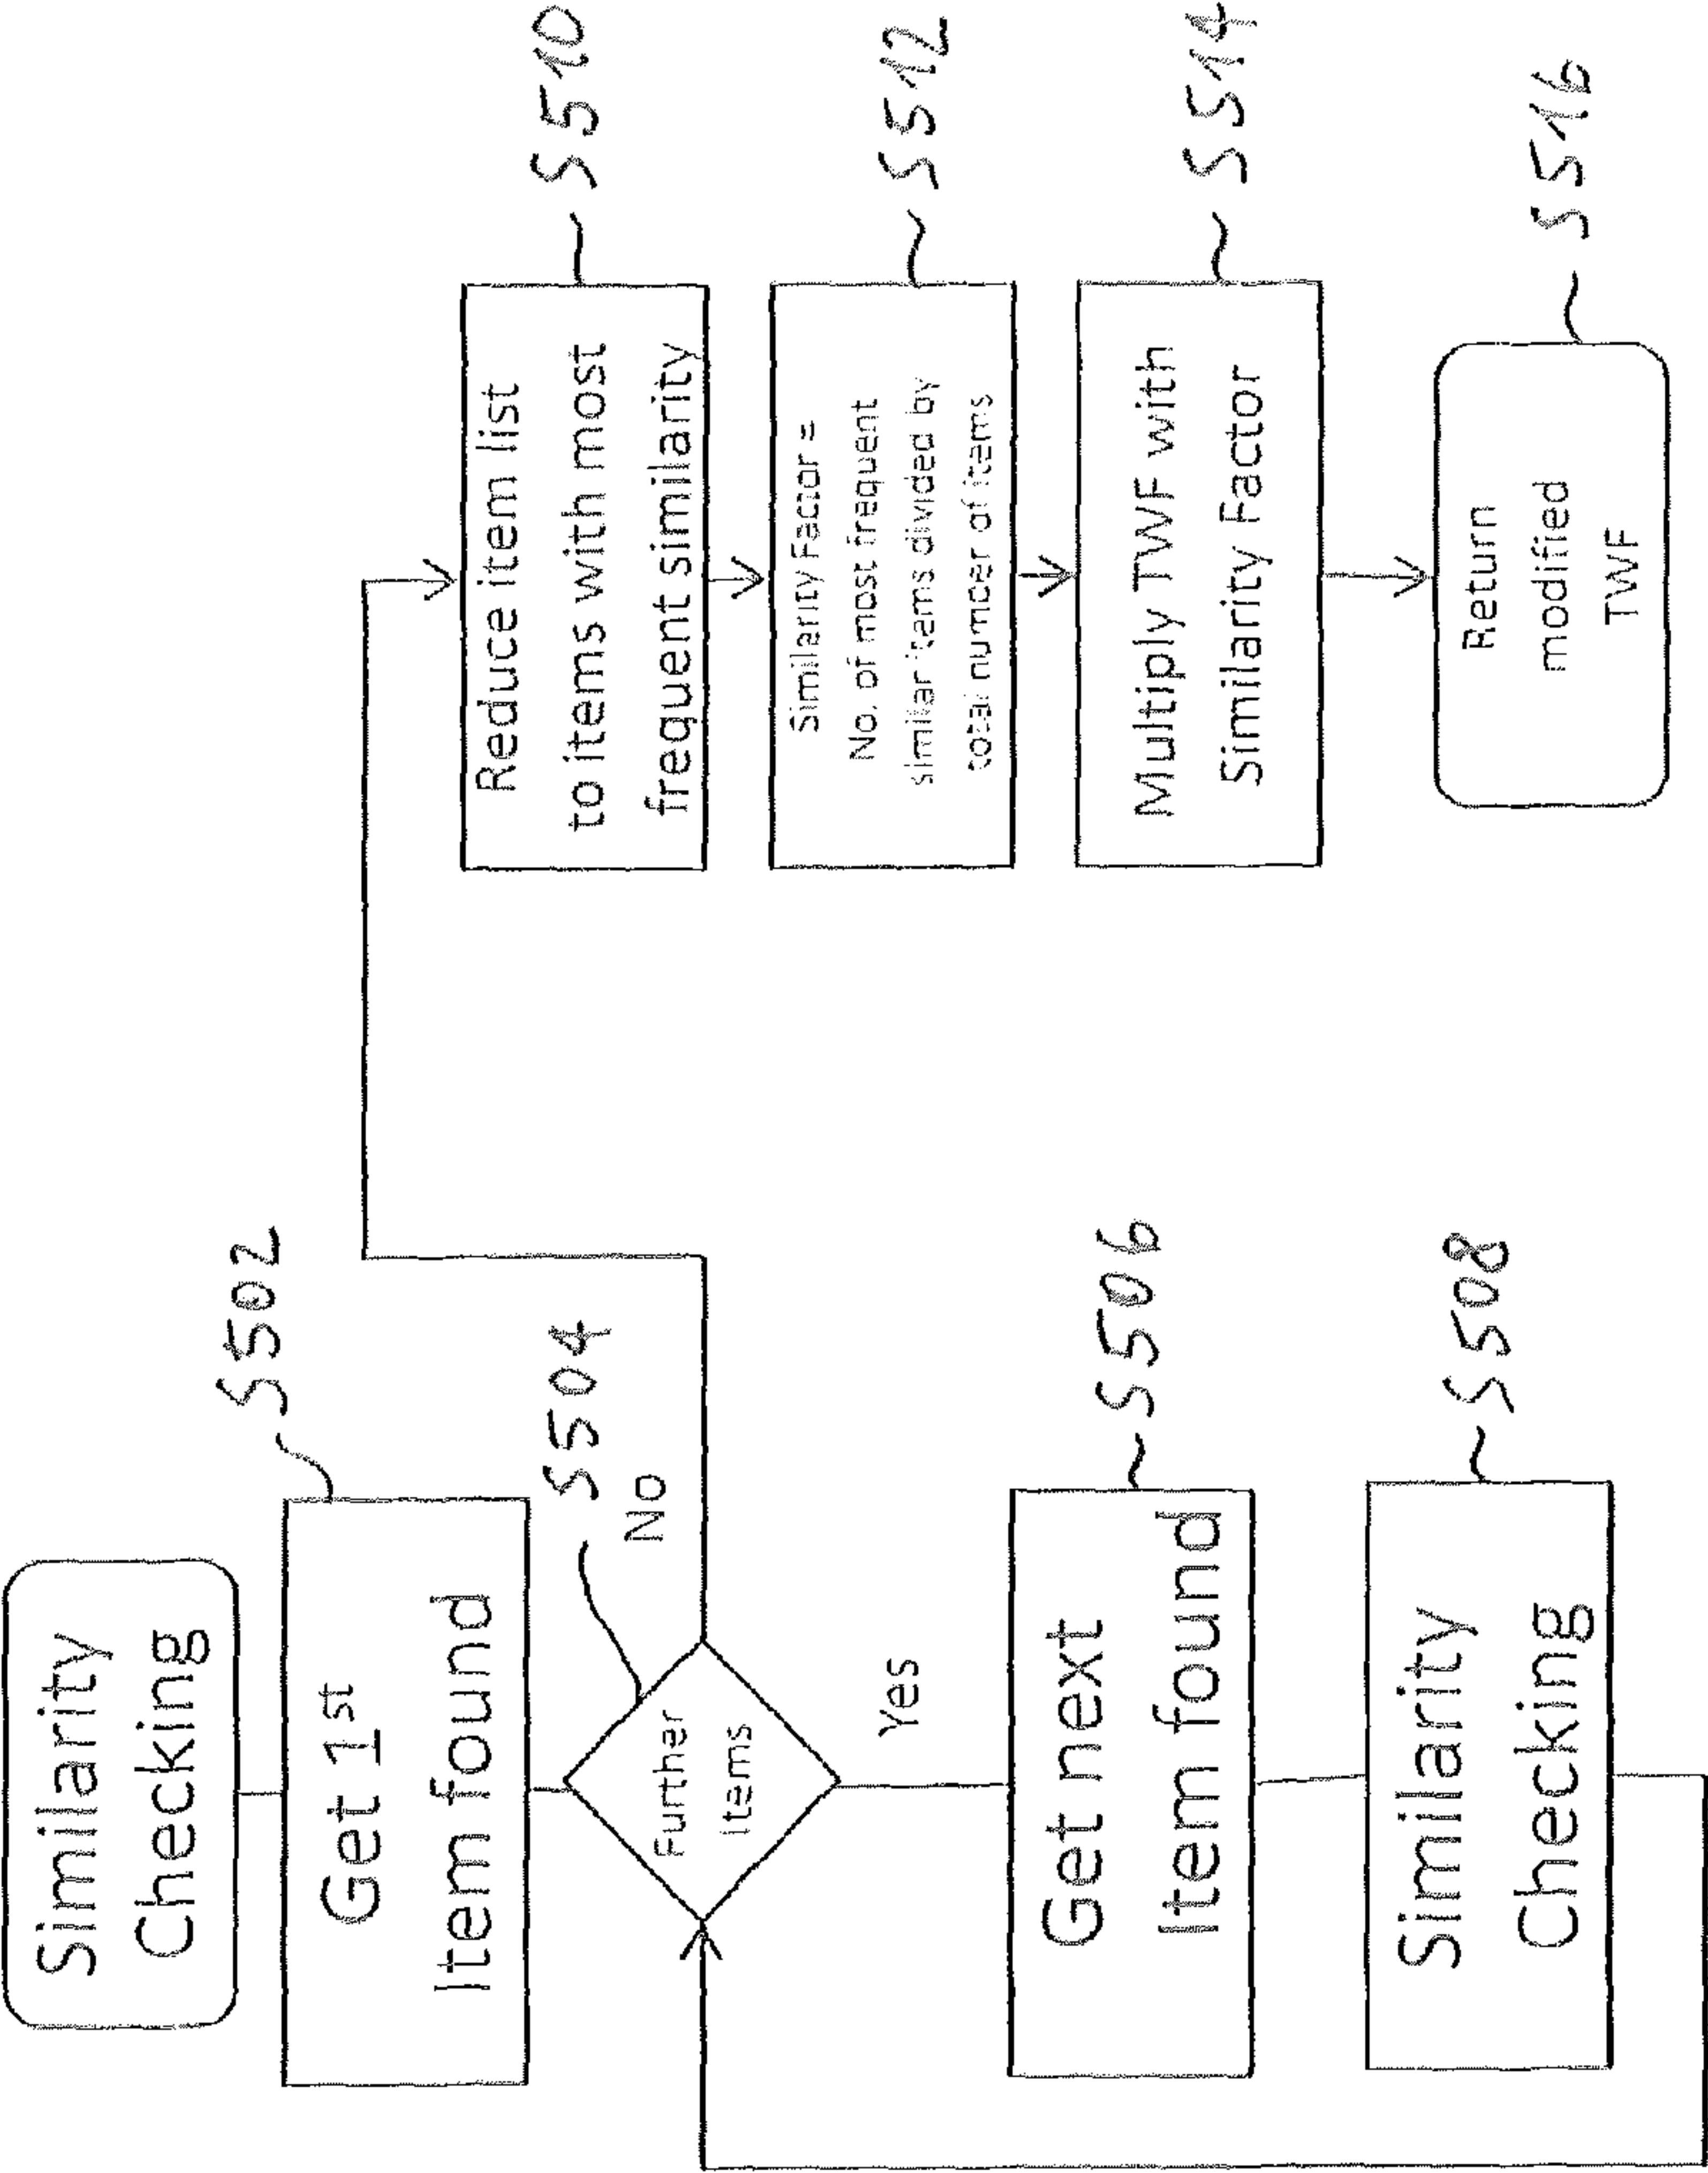 Similarity
Checking
S502
Get 1st
Item found
S504
No
Further
Items
Yes
S506
Get next
Item found
S508
Similarity
Checking
S510
Reduce item list
to items with most
frequent similarity
S512
Similarity Factor =
No. of most frequent
similar items divided by
total number of items
S514
Multiply TWF with
Similarity Factor
S516
Return
modified
TWF